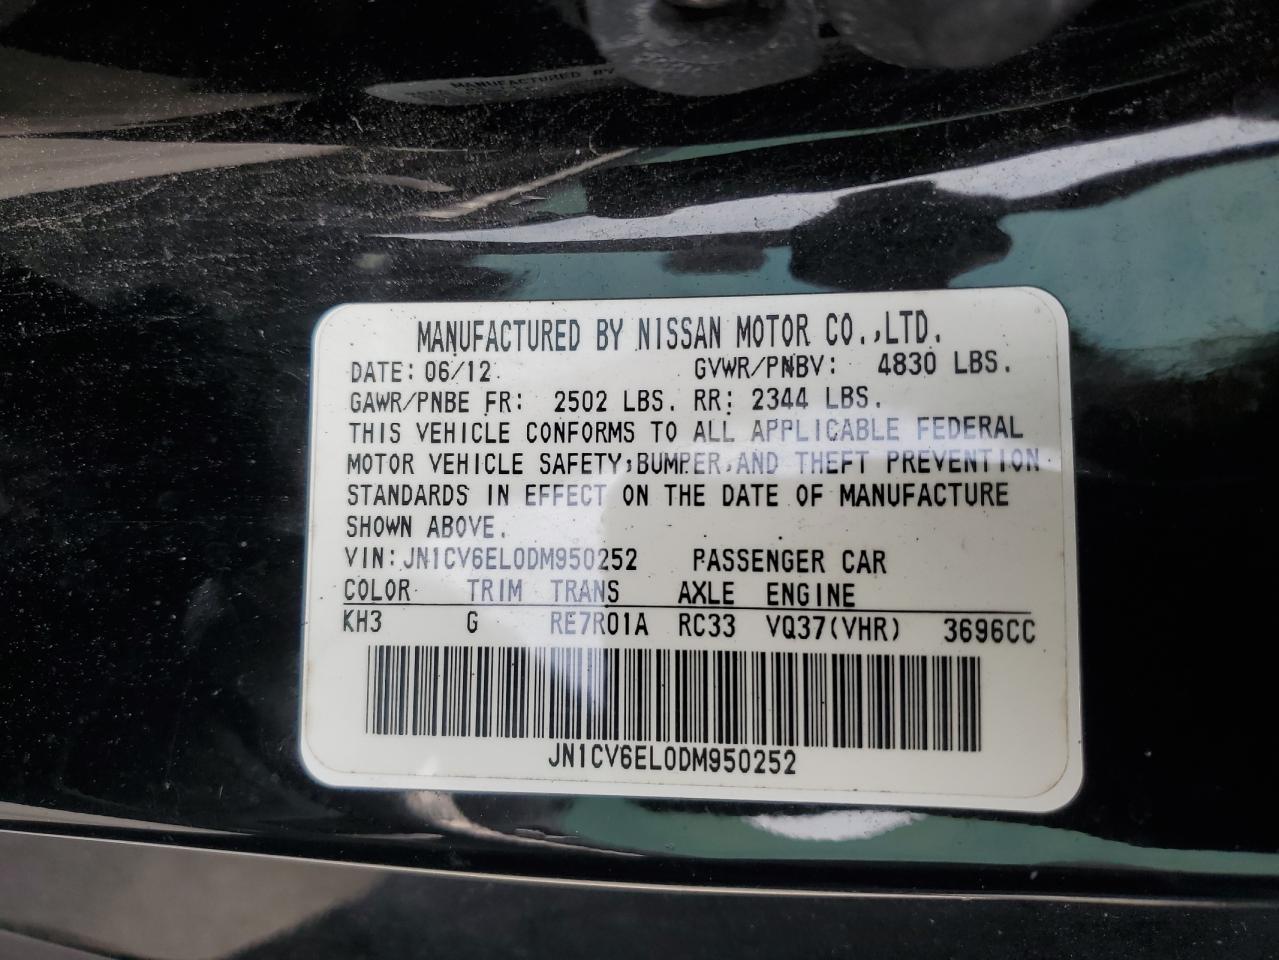 MANUFACTURED BY
MANUFACTURED BY NISSAN MOTOR CO.,LTD.
DATE: 06/12 GVWR/PNBV: 4830 LBS.
GAWR/PNBE FR: 2502 LBS. RR: 2344 LBS.
THIS VEHICLE CONFORMS TO ALL APPLICABLE FEDERAL
MOTOR VEHICLE SAFETY,BUMPER,AND THEFT PREVENTION
STANDARDS IN EFFECT ON THE DATE OF MANUFACTURE
SHOWN ABOVE.
VIN:JN1CV6EL0DM950252 PASSENGER CAR
COLOR TRIM TRANS AXLE ENGINE
KH3 G RE7R01A RC33 VQ37(VHR) 3696CC
JN1CV6EL0DM950252